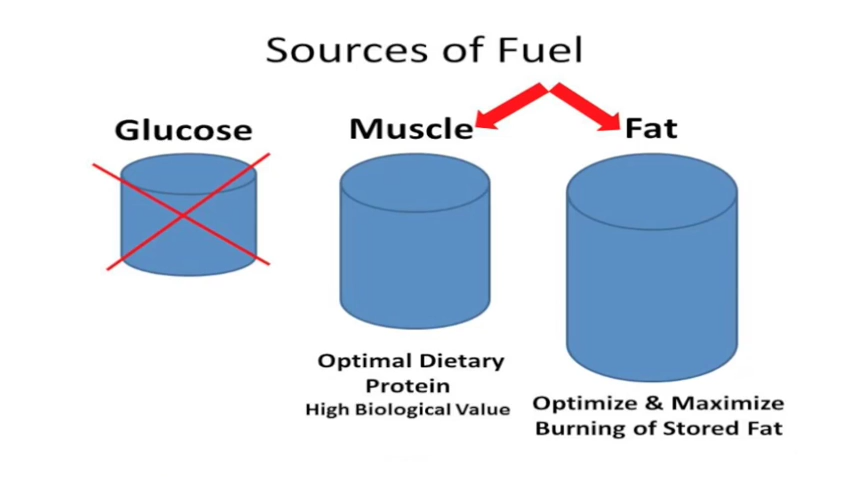 Sources of Fuel
Glucose
Muscle
Fat
Optimal Dietary
Protein
High Biological Value
Optimize & Maximize
Burning of Stored Fat